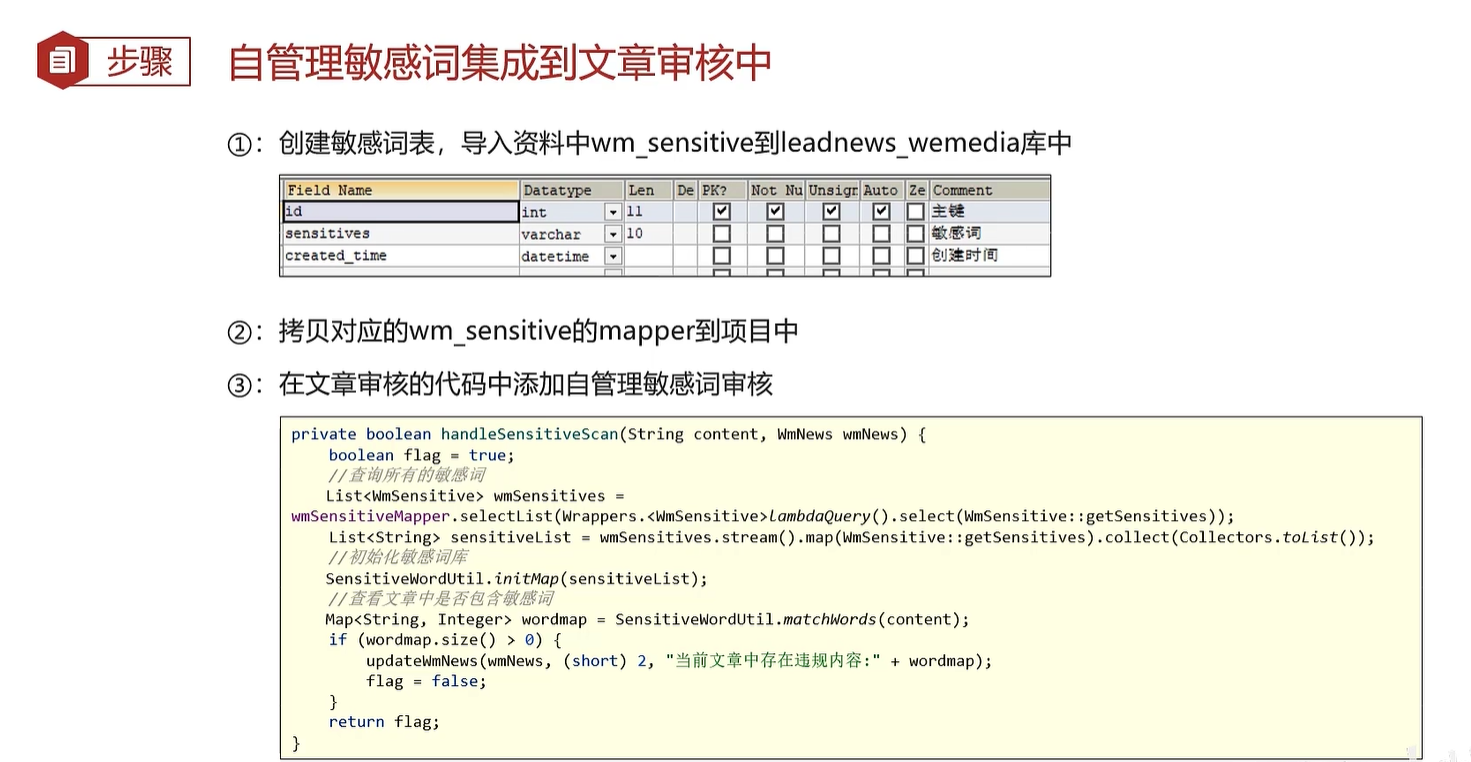 步骤
自管理敏感词集成到文章审核中
①：创建敏感词表，导入资料中wm_sensitive到leadnews_wemedia库中
Field Name Datatype Len De PK? Not Nu Unsigr Auto Ze Comment
id int 11 主键
sensitives varchar 10 敏感词
created_time datetime 创建时间
②：拷贝对应的wm_sensitive的mapper到项目中
③：在文章审核的代码中添加自管理敏感词审核
private boolean handleSensitiveScan(String content, WmNews wmNews) {
boolean flag = true;
//查询所有的敏感词
List<WmSensitive> wmSensitives =
wmSensitiveMapper.selectList(Wrappers.<WmSensitive>lambdaQuery().select(WmSensitive::getSensitives));
List<String> sensitiveList = wmSensitives.stream().map(WmSensitive::getSensitives).collect(Collectors.toList());
//初始化敏感词库
SensitiveWordUtil.initMap(sensitiveList);
//查看文章中是否包含敏感词
Map<String, Integer> wordmap = SensitiveWordUtil.matchWords(content);
if (wordmap.size() > 0) {
updateWmNews(wmNews, (short) 2, "当前文章中存在违规内容:" + wordmap);
flag = false;
}
return flag;
}